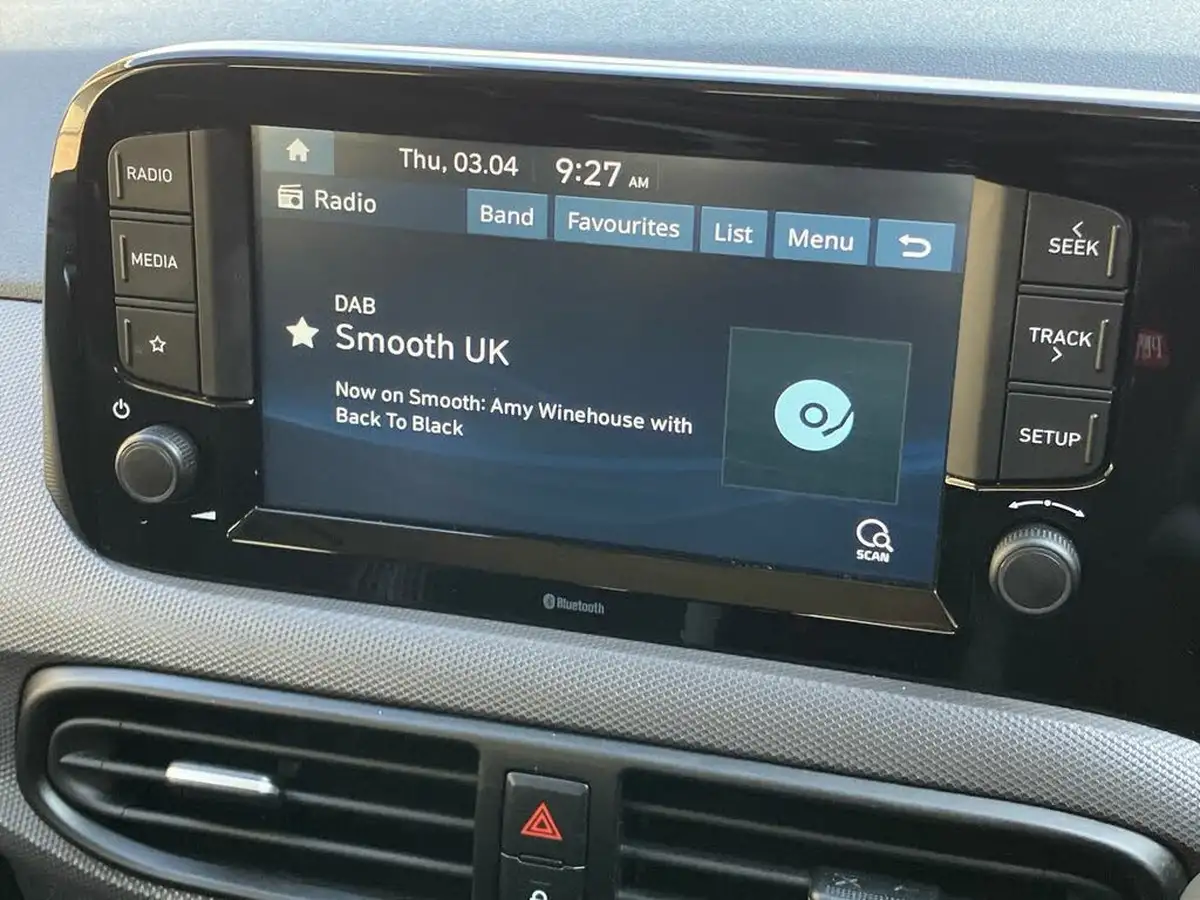 RADIO
MEDIA
Thu, 03.04 9:27 AM
Radio
Band Favourites List Menu
DAB
Smooth UK
Now on Smooth: Amy Winehouse with
Back To Black
SCAN
SEEK
TRACK
SETUP
Bluetooth